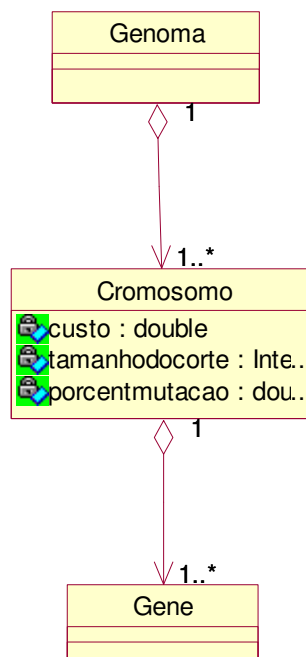 Genoma
1
1..*
Cromosomo
custo : double
tamanhodocorte : Inte..
porcentmutacao : dou..
1
1..*
Gene